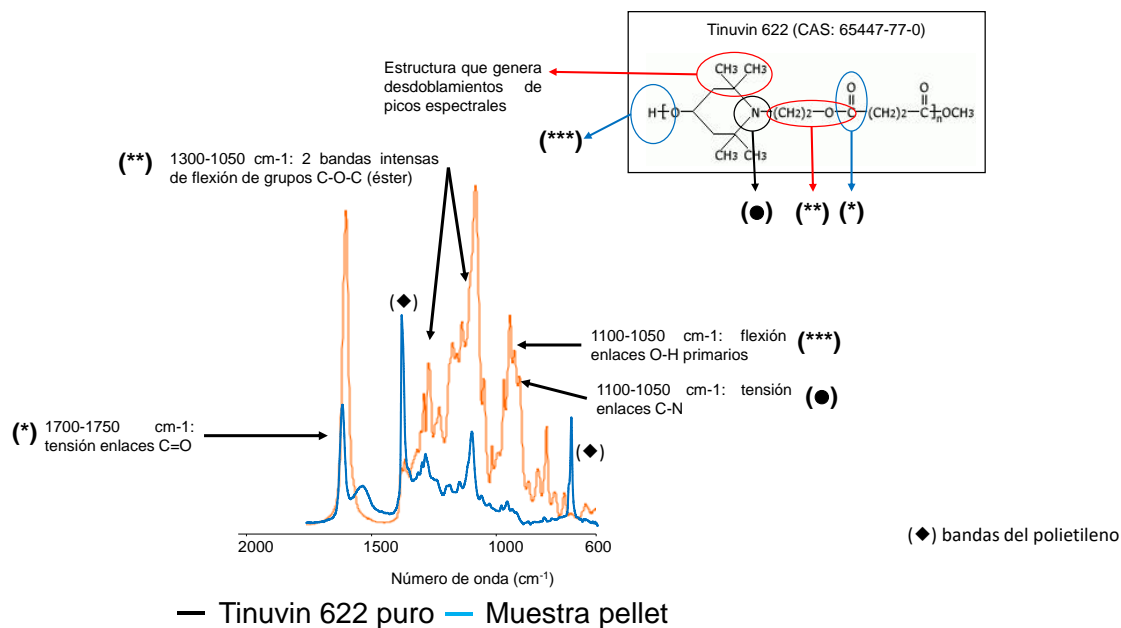 Tinuvin 622 (CAS: 65447-77-0)
CH3 CH3
O
O
H
O
N
(CH2)2
O
C
(CH2)2
C
n
OCH3
CH3
CH3
Estructura que genera
desdoblamientos de
picos espectrales
(***)
(●)
(**)
(*)
(**)
1300-1050 cm-1: 2 bandas intensas
de flexión de grupos C-O-C (éster)
(◆)
1100-1050 cm-1: flexión
enlaces O-H primarios
(***)
1100-1050 cm-1: tensión
enlaces C-N
(●)
(*)
1700-1750 cm-1:
tensión enlaces C=O
(◆)
(◆) bandas del polietileno
2000
1500
1000
600
Número de onda (cm-1)
Tinuvin 622 puro
Muestra pellet